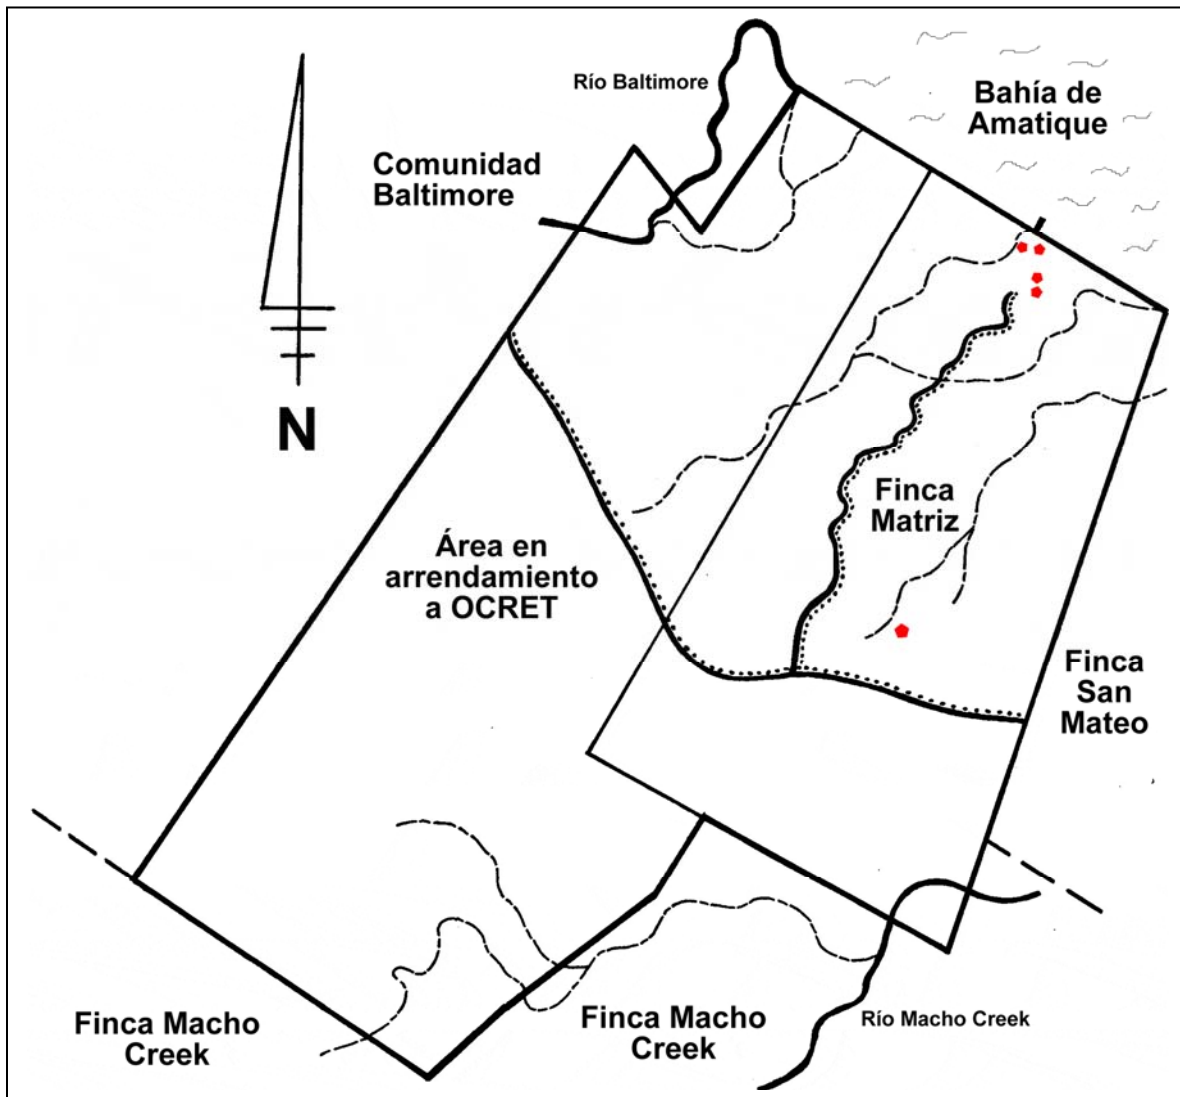 Río Baltimore
Bahía de
Amatique
Comunidad
Baltimore
N
Finca
Matriz
Área en
arrendamiento
a OCRET
Finca
San
Mateo
Finca Macho
Creek
Finca Macho
Creek
Río Macho Creek